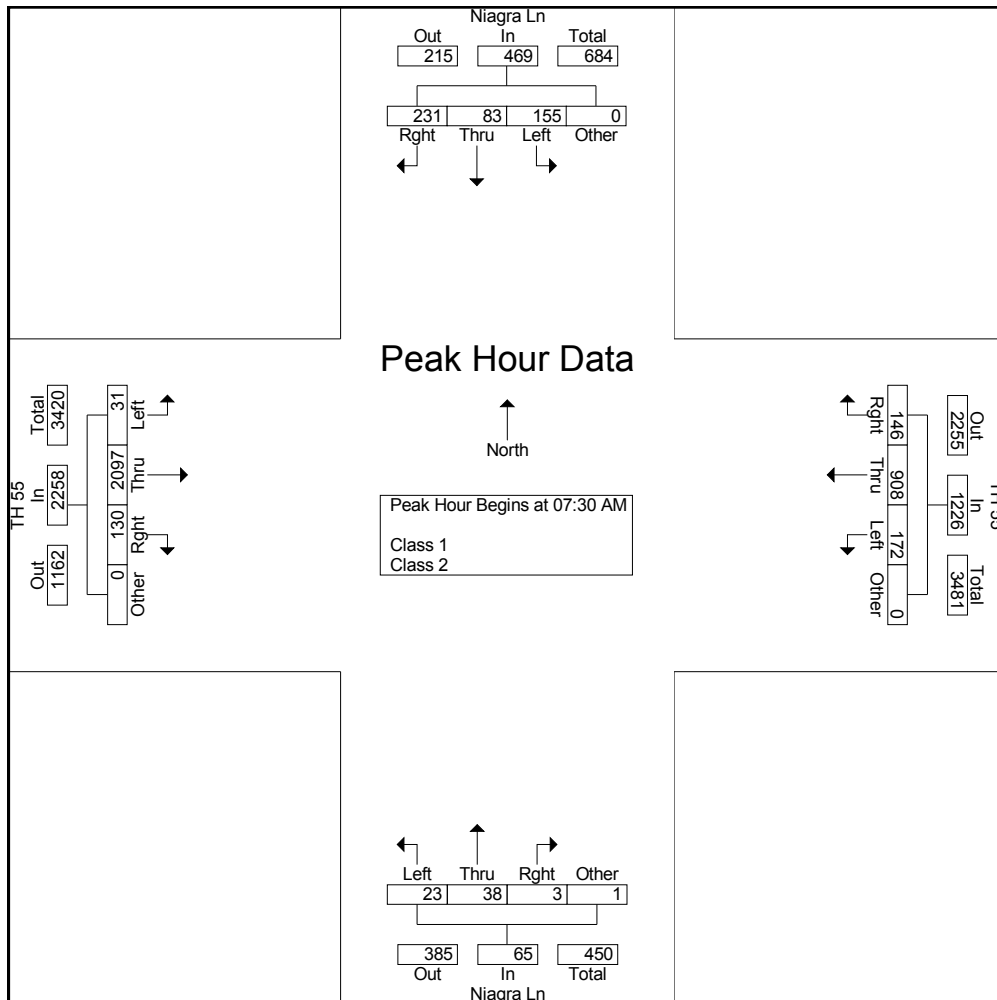 Niagra Ln
Out In Total
215 469 684
231 83 155 0
Rght Thru Left Other
Peak Hour Data
North
Peak Hour Begins at 07:30 AM
Class 1
Class 2
TH 55
Total In Out
3420 2258 1162
31 2097 130 0
Left Thru Rght Other
Rght Thru Left Other
146 908 172 0
Out In Total
2255 1226 3481
Left Thru Rght Other
23 38 3 1
385 65 450
Out In Total
Niagra Ln